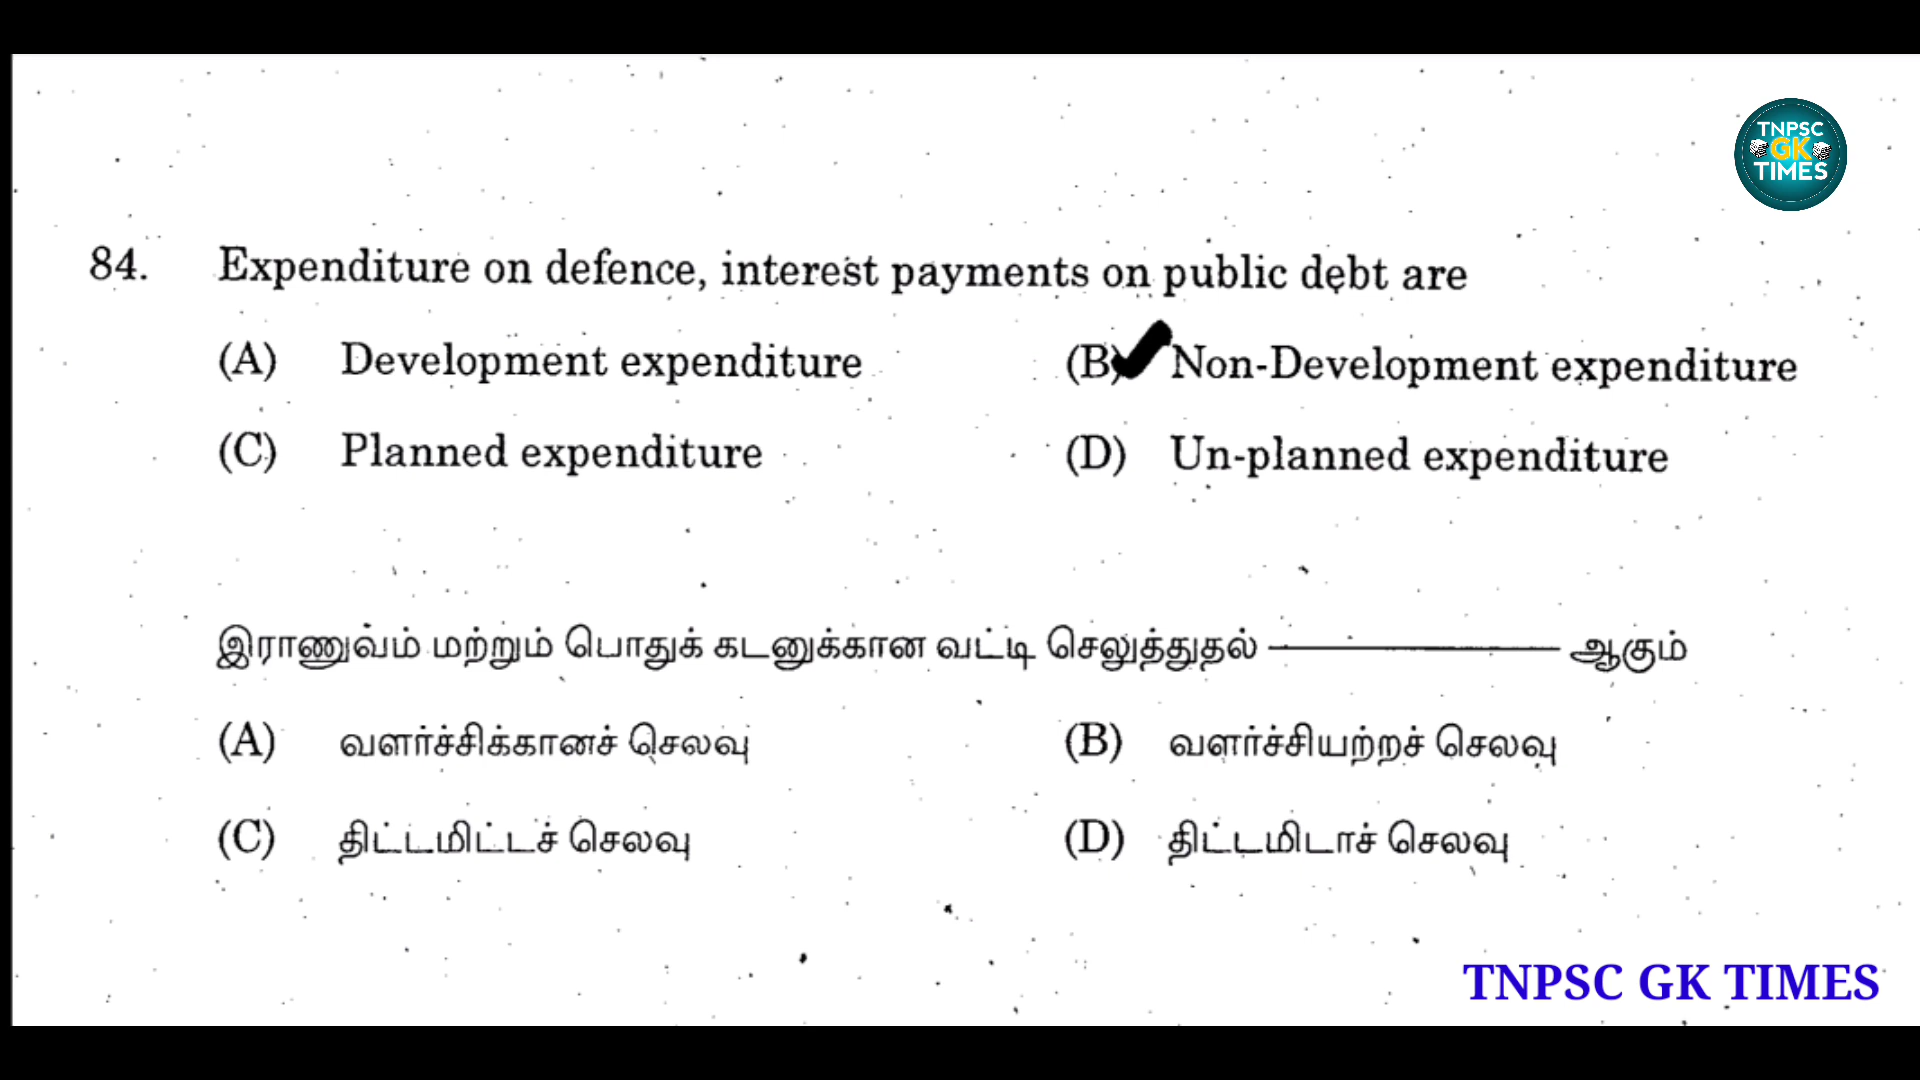 TNPSC
GK
TIMES
84. Expenditure on defence, interest payments on public debt are
(A) Development expenditure (B) Non-Development expenditure
(C) Planned expenditure (D) Un-planned expenditure
இராணுவம் மற்றும் பொதுக் கடனுக்கான வட்டி செலுத்துதல் ———— ஆகும்
(A) வளர்ச்சிக்கானச் செலவு (B) வளர்ச்சியற்றச் செலவு
(C) திட்டமிட்டச் செலவு (D) திட்டமிடாச் செலவு
TNPSC GK TIMES